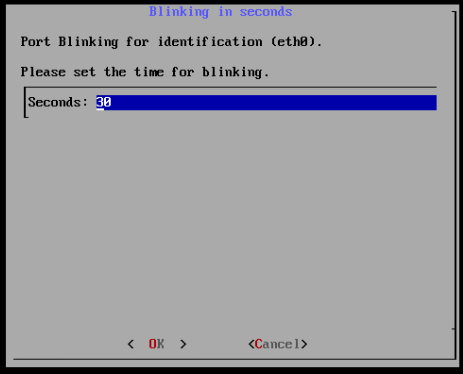 Blinking in seconds
Port Blinking for identification (eth0).
Please set the time for blinking.
Seconds: 30
< OK > <Cancel>